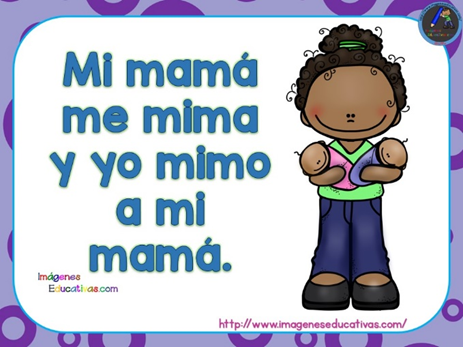 Mi mamá
me mima
y yo mimo
a mi
mamá.
Imágenes
Educativas.com
http://www.imageneseducativas.com/